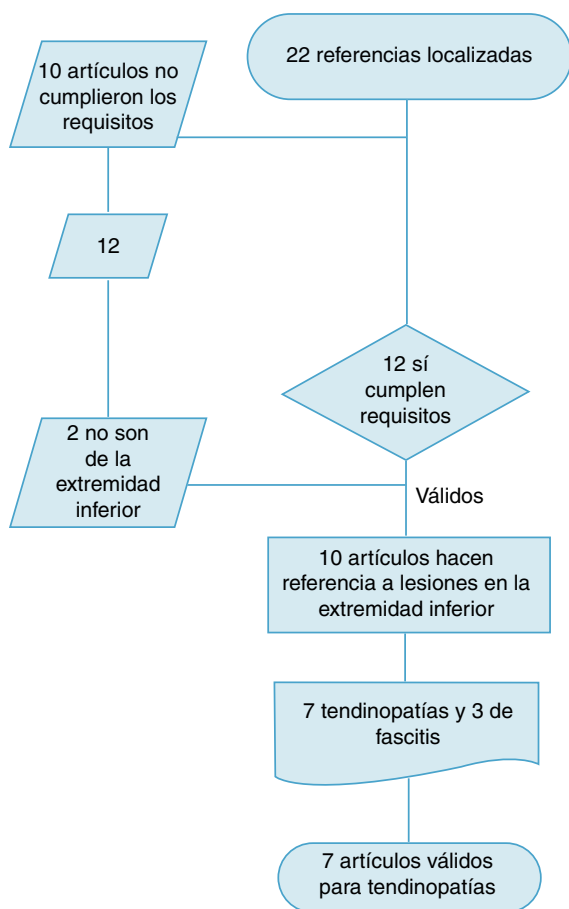 22 referencias localizadas
10 artículos no
cumplieron los
requisitos
12
12 sí
cumplen
requisitos
2 no son
de la
extremidad
inferior
Válidos
10 artículos hacen
referencia a lesiones en la
extremidad inferior
7 tendinopatías y 3 de
fascitis
7 artículos válidos
para tendinopatías